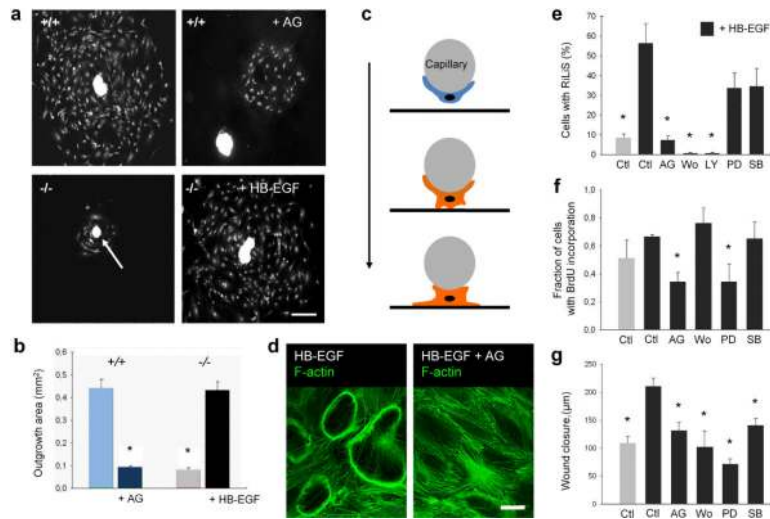 a
+/+
+/+
+ AG
-/-
-/-
+ HB-EGF
b
Outgrowth area (mm²)
0,6
0,5
0,4
0,3
0,2
0,1
0,0
+/+
-/-
+ AG
+ HB-EGF
c
Capillary
d
HB-EGF
F-actin
HB-EGF + AG
F-actin
e
+ HB-EGF
Cells with RiLiS (%)
70
60
50
40
30
20
10
0
Ctl Ctl AG Wo LY PD SB
f
Fraction of cells
with BrdU incorporation
1,0
0,8
0,6
0,4
0,2
0
Ctl Ctl AG Wo PD SB
g
Wound closure.(µm)
250
200
150
100
50
0
Ctl Ctl AG Wo PD SB